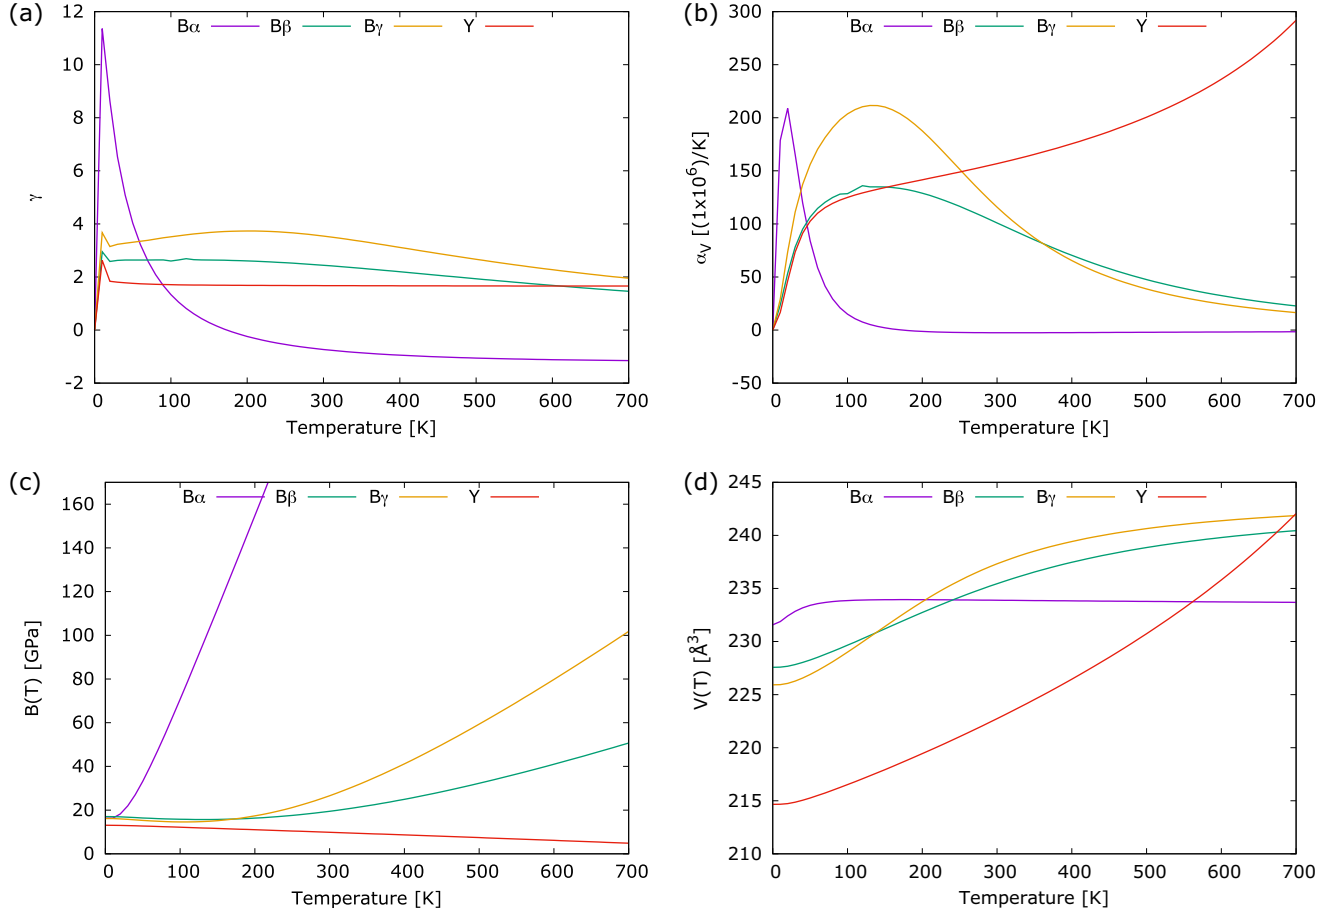 (a)
Bα Bβ Bγ Y
12
10
8
6
4
2
0
-2
γ
0 100 200 300 400 500 600 700
Temperature [K]
(b)
Bα Bβ Bγ Y
300
250
200
150
100
50
0
-50
α_V [(1x10⁶)/K]
0 100 200 300 400 500 600 700
Temperature [K]
(c)
Bα Bβ Bγ Y
160
140
120
100
80
60
40
20
0
B(T) [GPa]
0 100 200 300 400 500 600 700
Temperature [K]
(d)
Bα Bβ Bγ Y
245
240
235
230
225
220
215
210
V(T) [Å³]
0 100 200 300 400 500 600 700
Temperature [K]